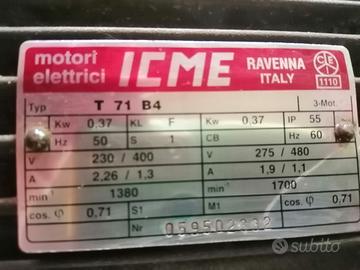 motori elettrici ICME RAVENNA ITALY CE 1110
Typ T 71 B4 3-Mot.
Kw 0,37 KL F Kw 0,37 IP 55
Hz 50 S 1 CB Hz 60
V 230 / 400 V 275 / 480
A 2,26 / 1,3 A 1,9 / 1,1
min-1 1380 min-1 1700
cos. φ 0,71 S1 M1 cos. φ 0,71
Nr
subito